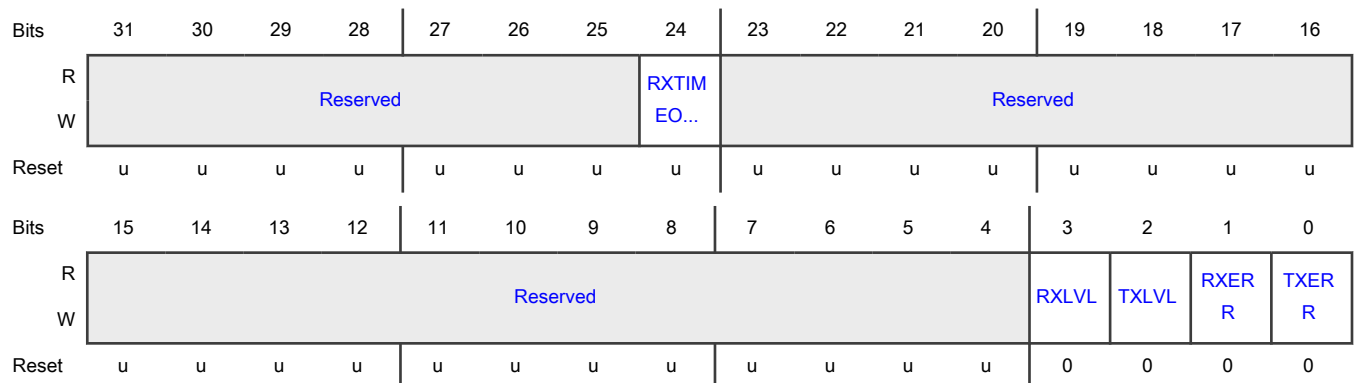 Bits 31 30 29 28 27 26 25 24 23 22 21 20 19 18 17 16
R
W
Reserved
RXTIM
EO...
Reserved
Reset u u u u u u u u u u u u u u u u
Bits 15 14 13 12 11 10 9 8 7 6 5 4 3 2 1 0
R
W
Reserved
RXLVL
TXLVL
RXER
R
TXER
R
Reset u u u u u u u u u u u u 0 0 0 0